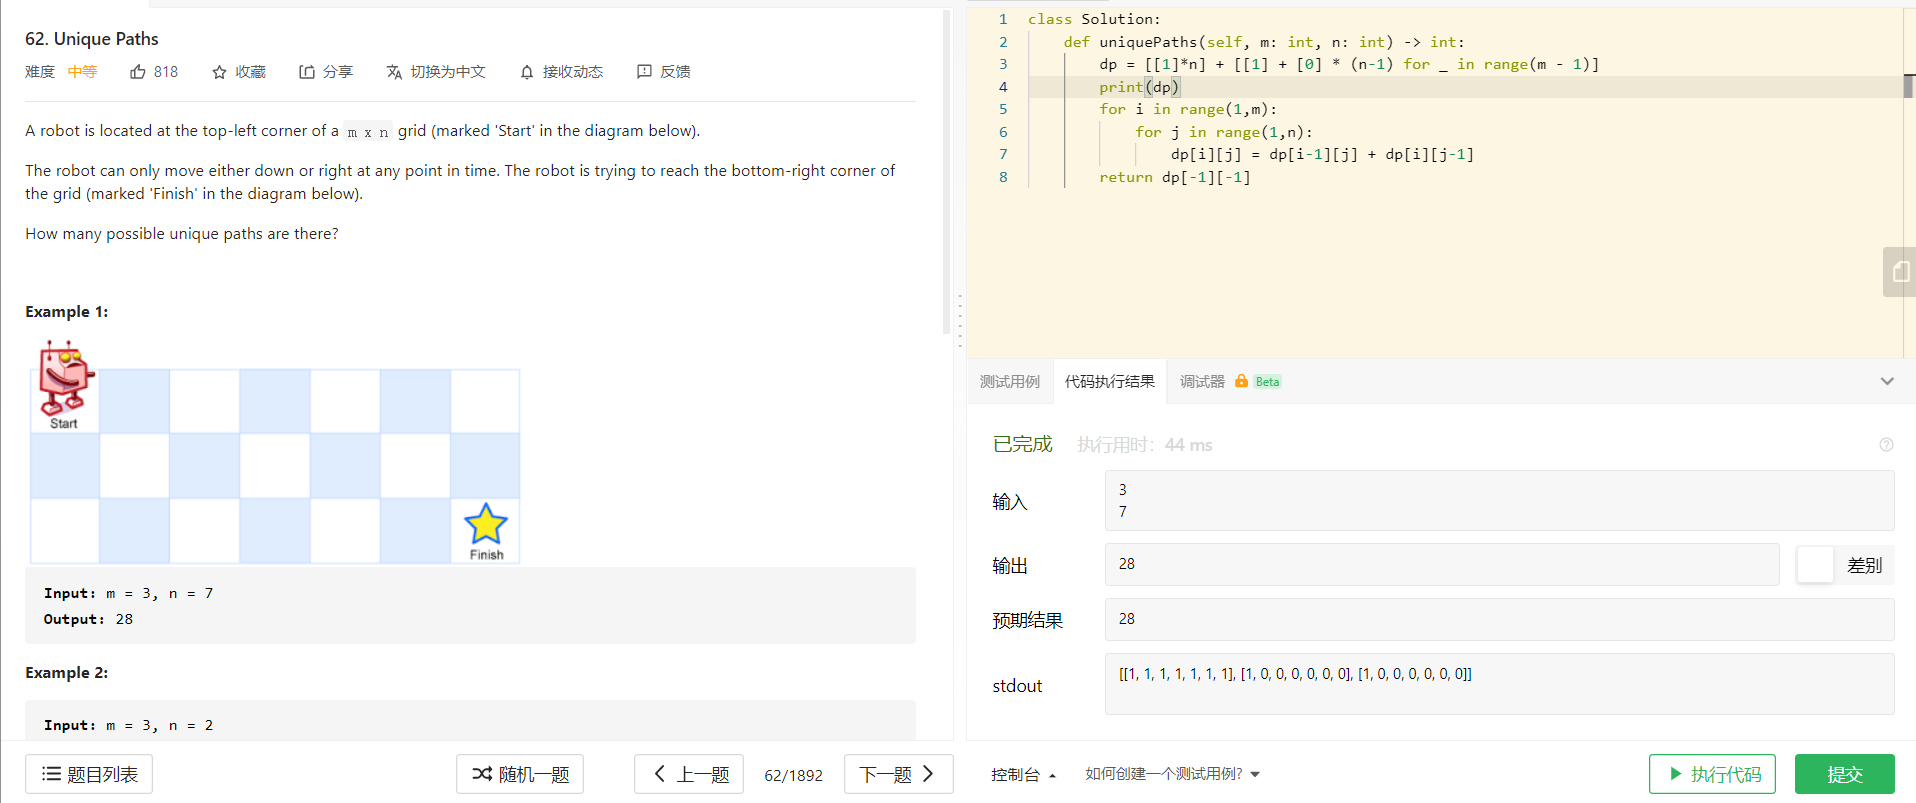 62. Unique Paths
难度 中等 818 收藏 分享 切换为中文 接收动态 反馈
A robot is located at the top-left corner of a m x n grid (marked 'Start' in the diagram below).
The robot can only move either down or right at any point in time. The robot is trying to reach the bottom-right corner of
the grid (marked 'Finish' in the diagram below).
How many possible unique paths are there?
Example 1:
Start
Finish
Input: m = 3, n = 7
Output: 28
Example 2:
Input: m = 3, n = 2
题目列表 随机一题 上一题 62/1892 下一题
1 class Solution:
2 def uniquePaths(self, m: int, n: int) -> int:
3 dp = [[1]*n] + [[1] + [0] * (n-1) for _ in range(m - 1)]
4 print(dp)
5 for i in range(1,m):
6 for j in range(1,n):
7 dp[i][j] = dp[i-1][j] + dp[i][j-1]
8 return dp[-1][-1]
测试用例 代码执行结果 调试器 Beta
已完成 执行用时: 44 ms
输入
3
7
输出 28 差别
预期结果 28
stdout [[1, 1, 1, 1, 1, 1, 1], [1, 0, 0, 0, 0, 0, 0], [1, 0, 0, 0, 0, 0, 0]]
控制台 如何创建一个测试用例? 执行代码 提交